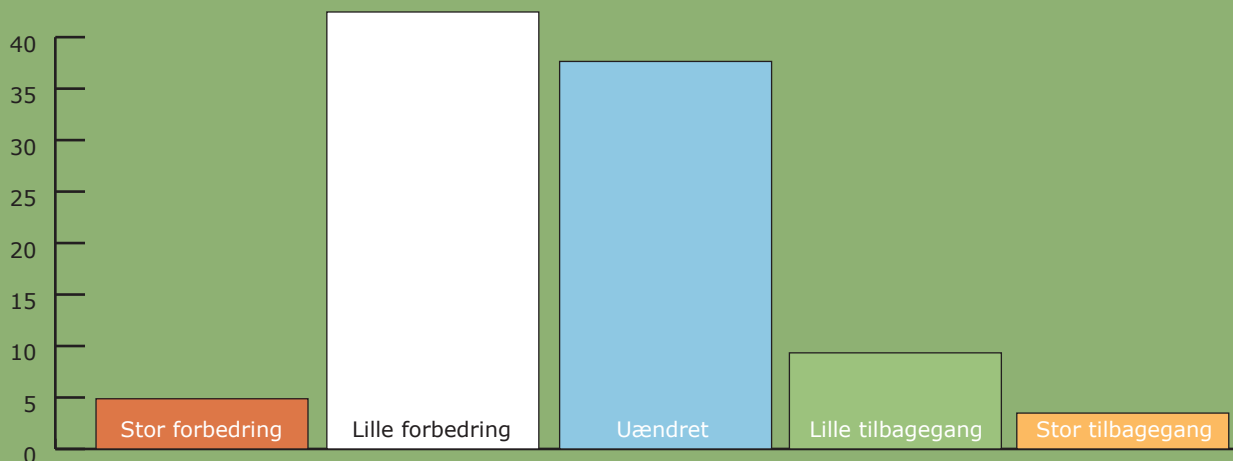 40
35
30
25
20
15
10
5
0
Stor forbedring
Lille forbedring
Uændret
Lille tilbagegang
Stor tilbagegang